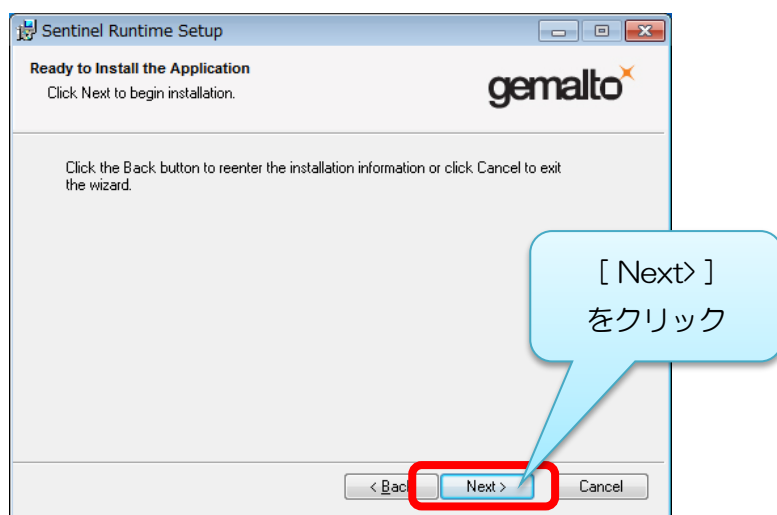 Sentinel Runtime Setup
Ready to Install the Application
Click Next to begin installation.
gemalto
Click the Back button to reenter the installation information or click Cancel to exit
the wizard.
[ Next> ]
をクリック
< Bac
Next >
Cancel